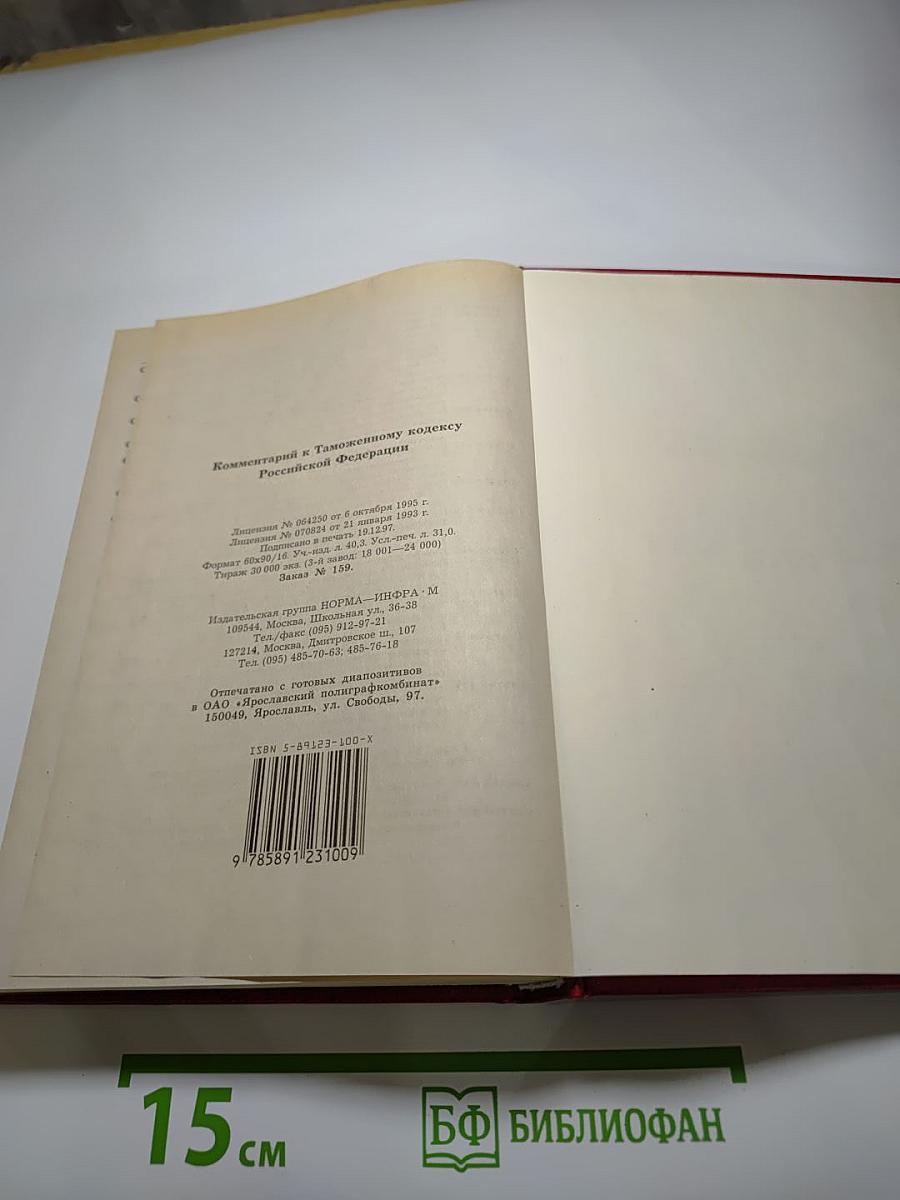 Комментарий к Таможенному кодексу
Российской Федерации
Лицензия № 064250 от 6 октября 1995 г.
Лицензия № 070824 от 21 января 1993 г.
Подписано в печать 19.12.97.
Формат 60x90/16. Уч.-изд. л. 40,3. Усл.-печ. л. 31,0.
Тираж 30 000 экз. (3-й завод: 18 001—24 000)
Заказ № 159.
Издательская группа НОРМА—ИНФРА · М
109544, Москва, Школьная ул., 36-38
Тел./факс (095) 912-97-21
127214, Москва, Дмитровское ш., 107
Тел. (095) 485-70-63; 485-76-18
Отпечатано с готовых диапозитивов
в ОАО «Ярославский полиграфкомбинат»
150049, Ярославль, ул. Свободы, 97.
ISBN 5-89123-100-X
9 785891 231009
15 см
БФ БИБЛИОФАН